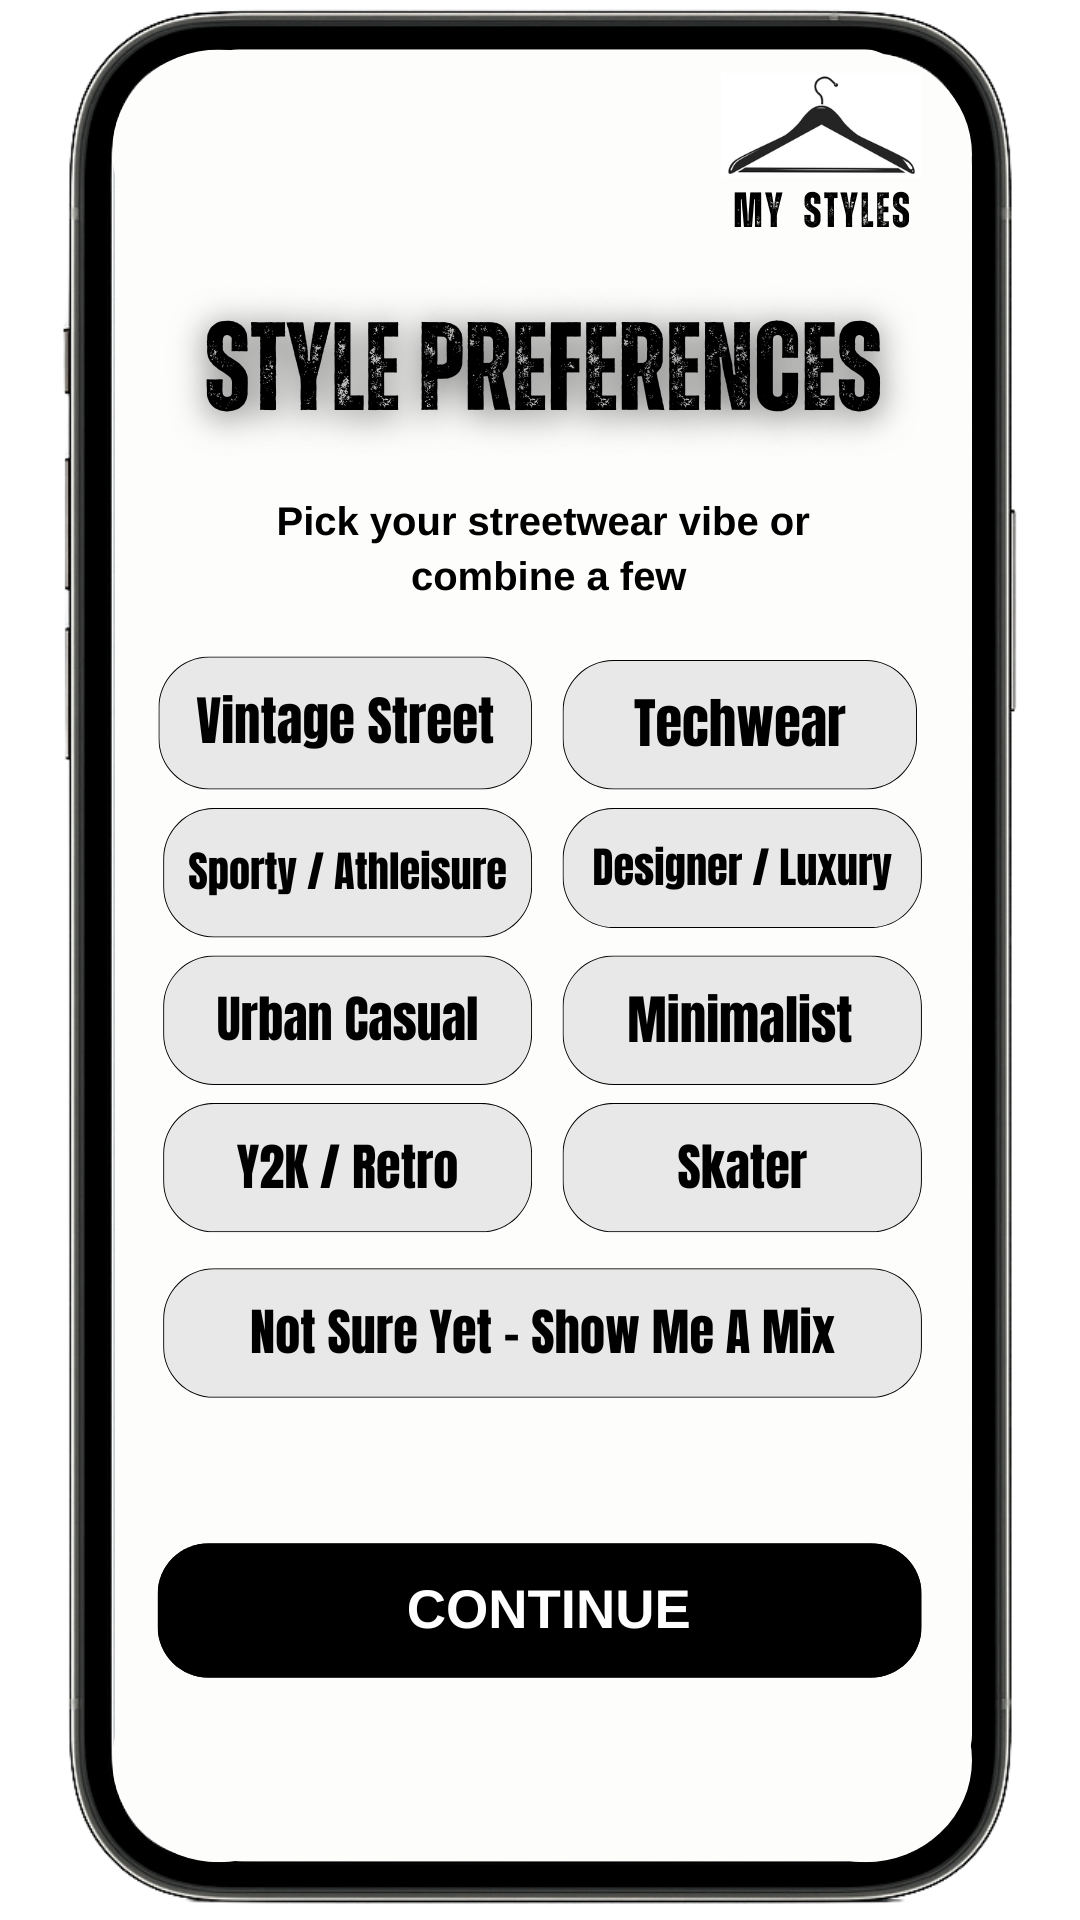 MY STYLES
STYLE PREFERENCES
Pick your streetwear vibe or
combine a few
Vintage Street
Techwear
Sporty / Athleisure
Designer / Luxury
Urban Casual
Minimalist
Y2K / Retro
Skater
Not Sure Yet - Show Me A Mix
CONTINUE